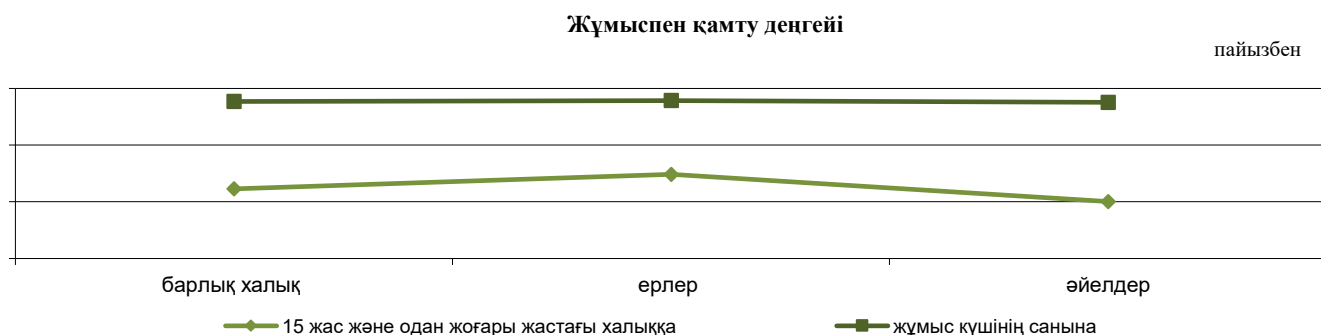 Жұмыспен қамту деңгейі
пайызбен
барлық халық
ерлер
әйелдер
15 жас және одан жоғары жастағы халыққа
жұмыс күшінің санына